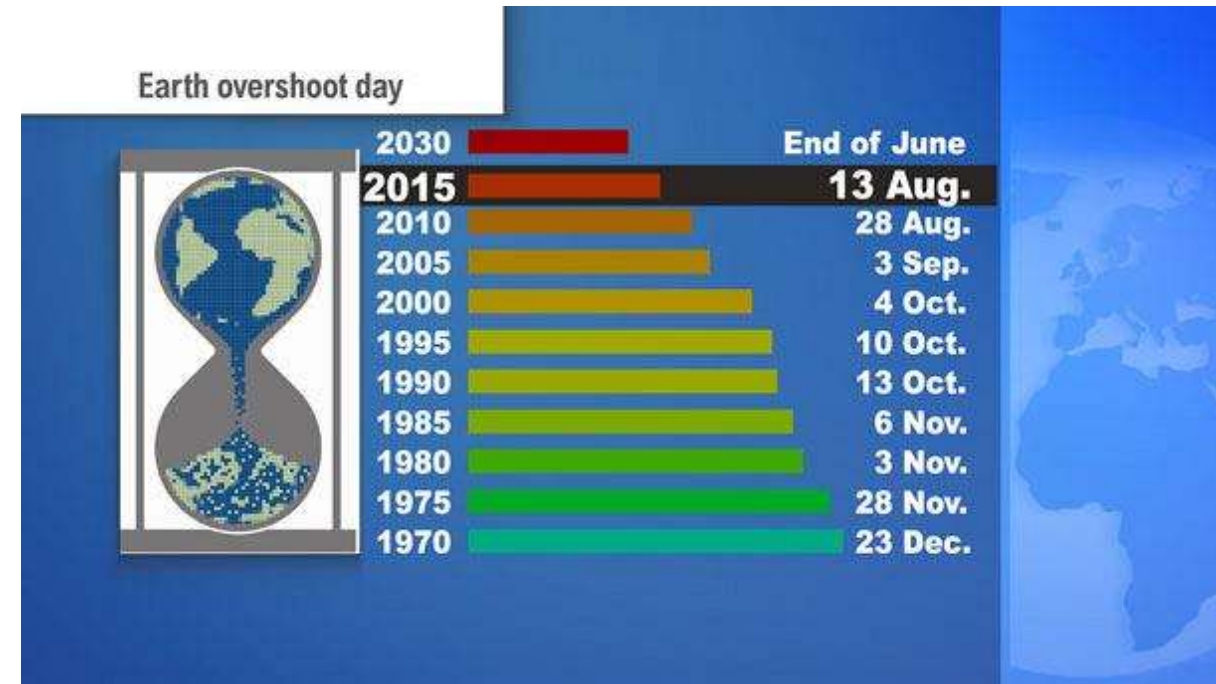 Earth overshoot day
2030 End of June
2015 13 Aug.
2010 28 Aug.
2005 3 Sep.
2000 4 Oct.
1995 10 Oct.
1990 13 Oct.
1985 6 Nov.
1980 3 Nov.
1975 28 Nov.
1970 23 Dec.